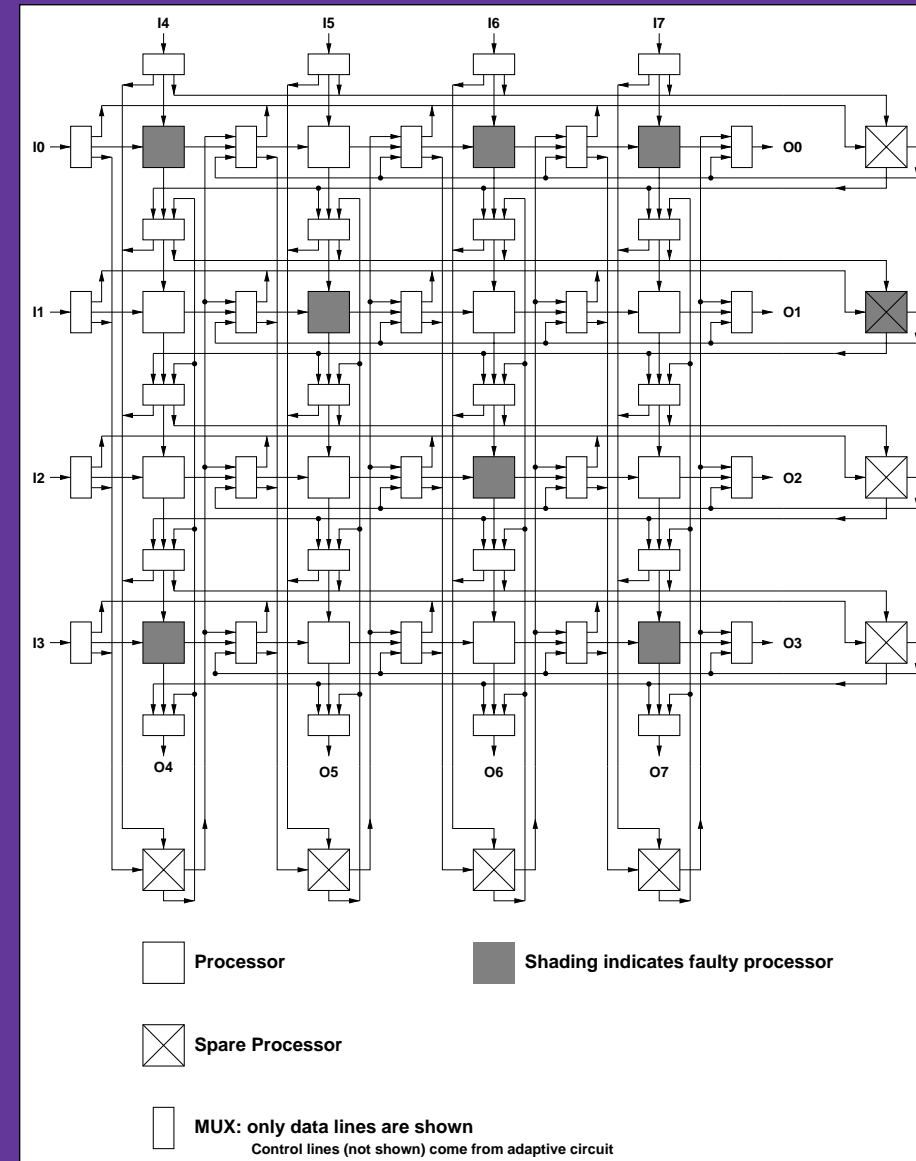 I4 I5 I6 I7
I0 O0
I1 O1
I2 O2
I3 O3
O4 O5 O6 O7
Processor
Shading indicates faulty processor
Spare Processor
MUX: only data lines are shown
Control lines (not shown) come from adaptive circuit